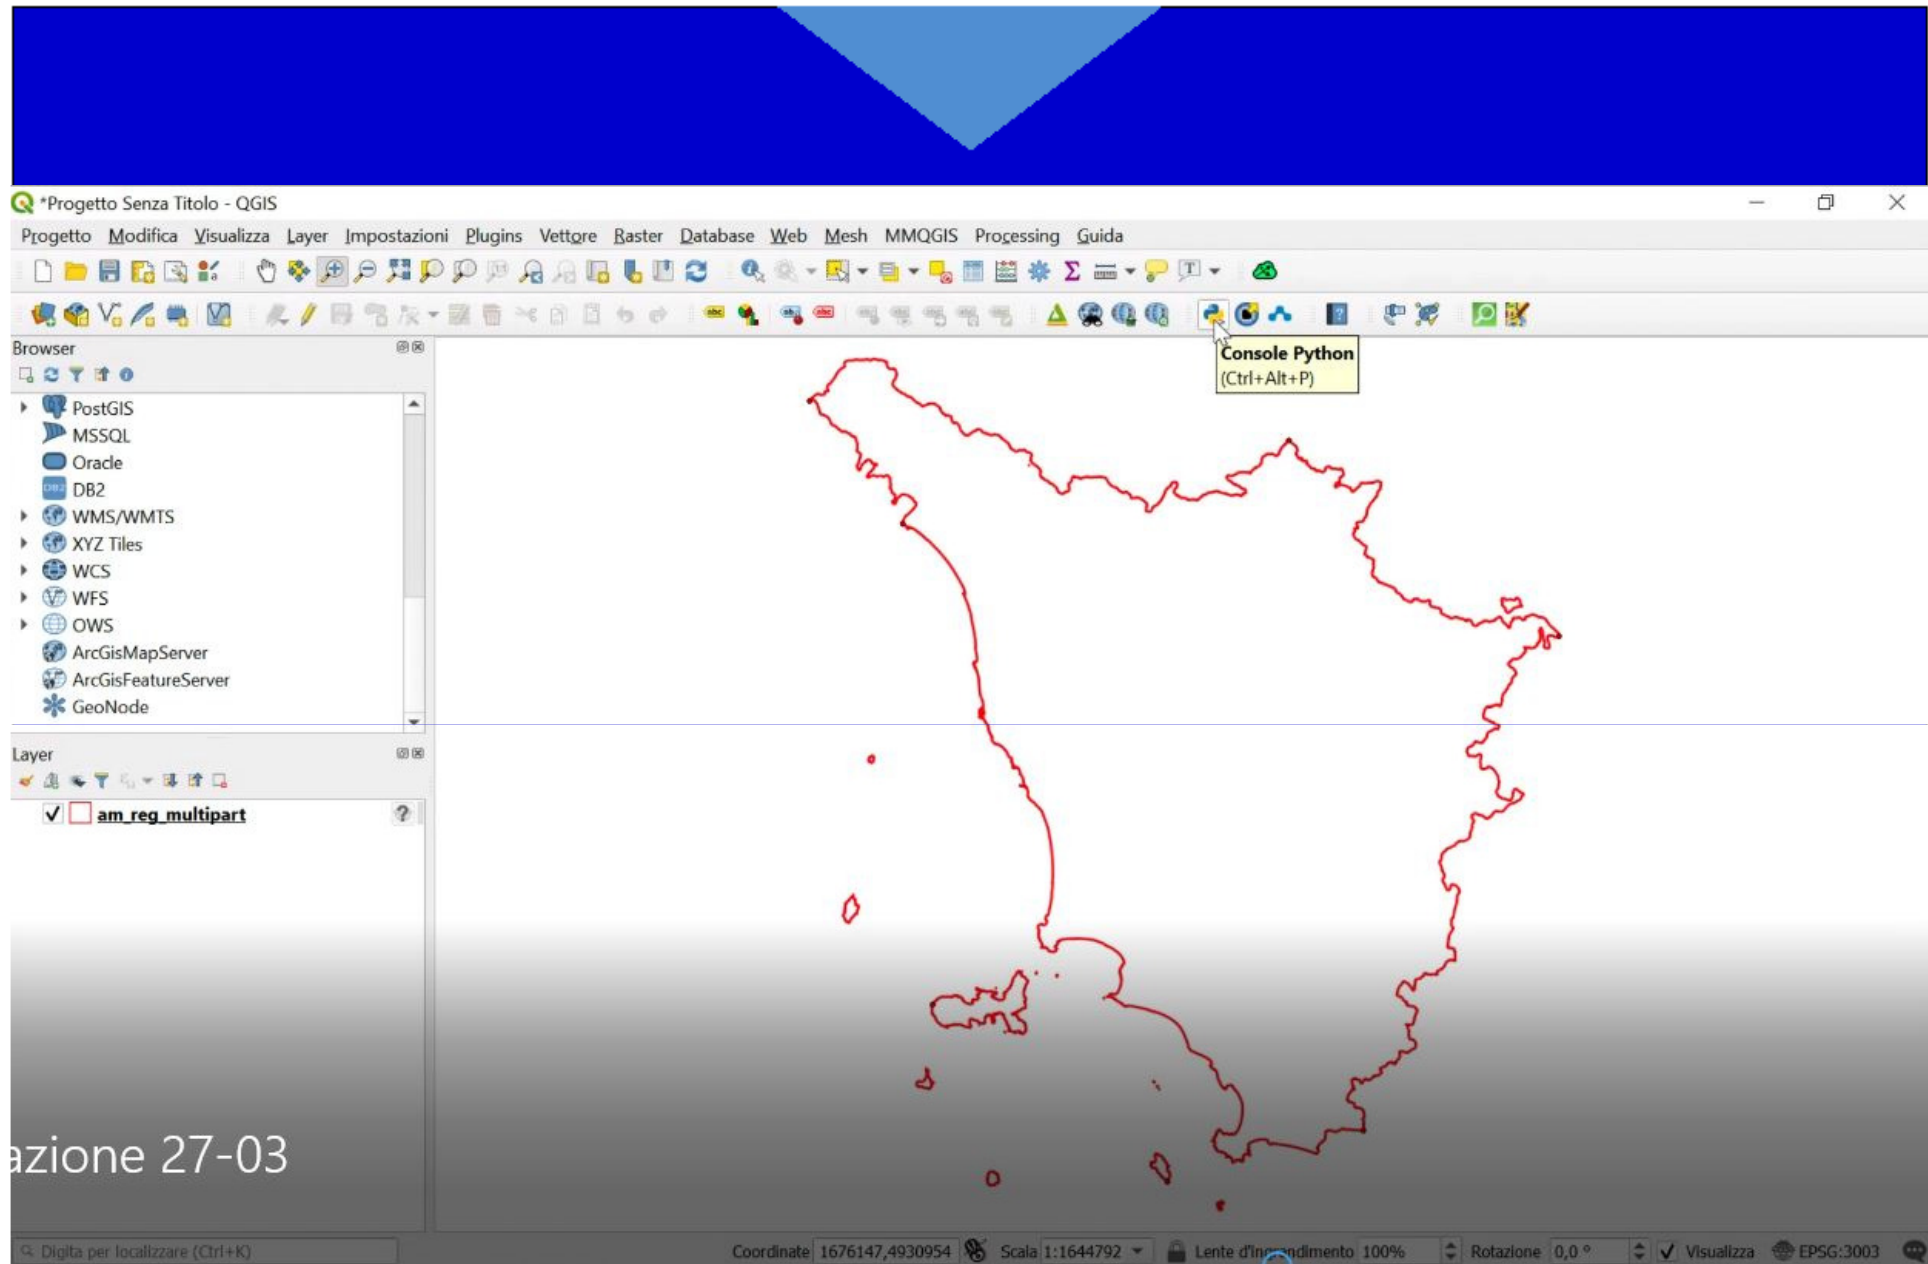 *Progetto Senza Titolo - QGIS
Progetto Modifica Visualizza Layer Impostazioni Plugins Vettore Raster Database Web Mesh MMQGIS Processing Guida
Console Python
(Ctrl+Alt+P)
Browser
PostGIS
MSSQL
Oracle
DB2
WMS/WMTS
XYZ Tiles
WCS
WFS
OWS
ArcGisMapServer
ArcGisFeatureServer
GeoNode
Layer
am_reg_multipart
azione 27-03
Digita per localizzare (Ctrl+K)
Coordinate 1676147,4930954 Scala 1:1644792 Lente d'ingrandimento 100% Rotazione 0,0 ° Visualizza EPSG:3003